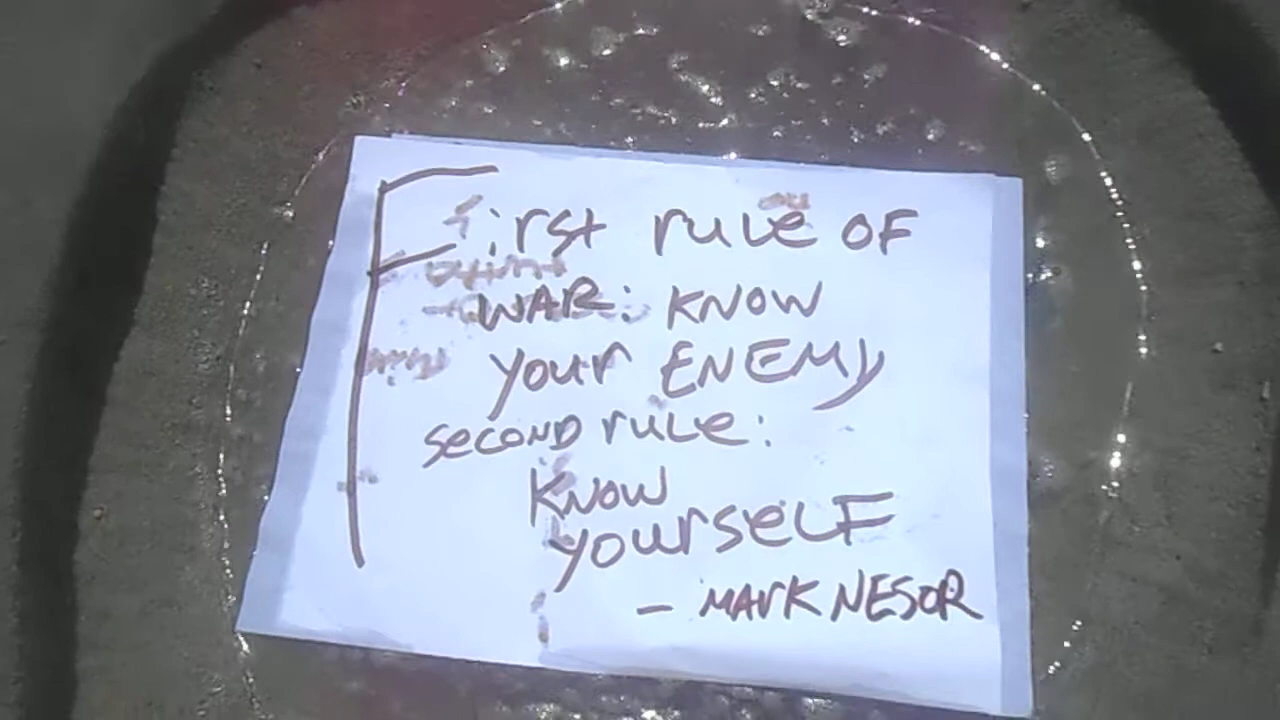 First rule OF
WAR: KNOW
your ENEMY
SECOND rule:
KNOW
yourself
- MArK NESOR